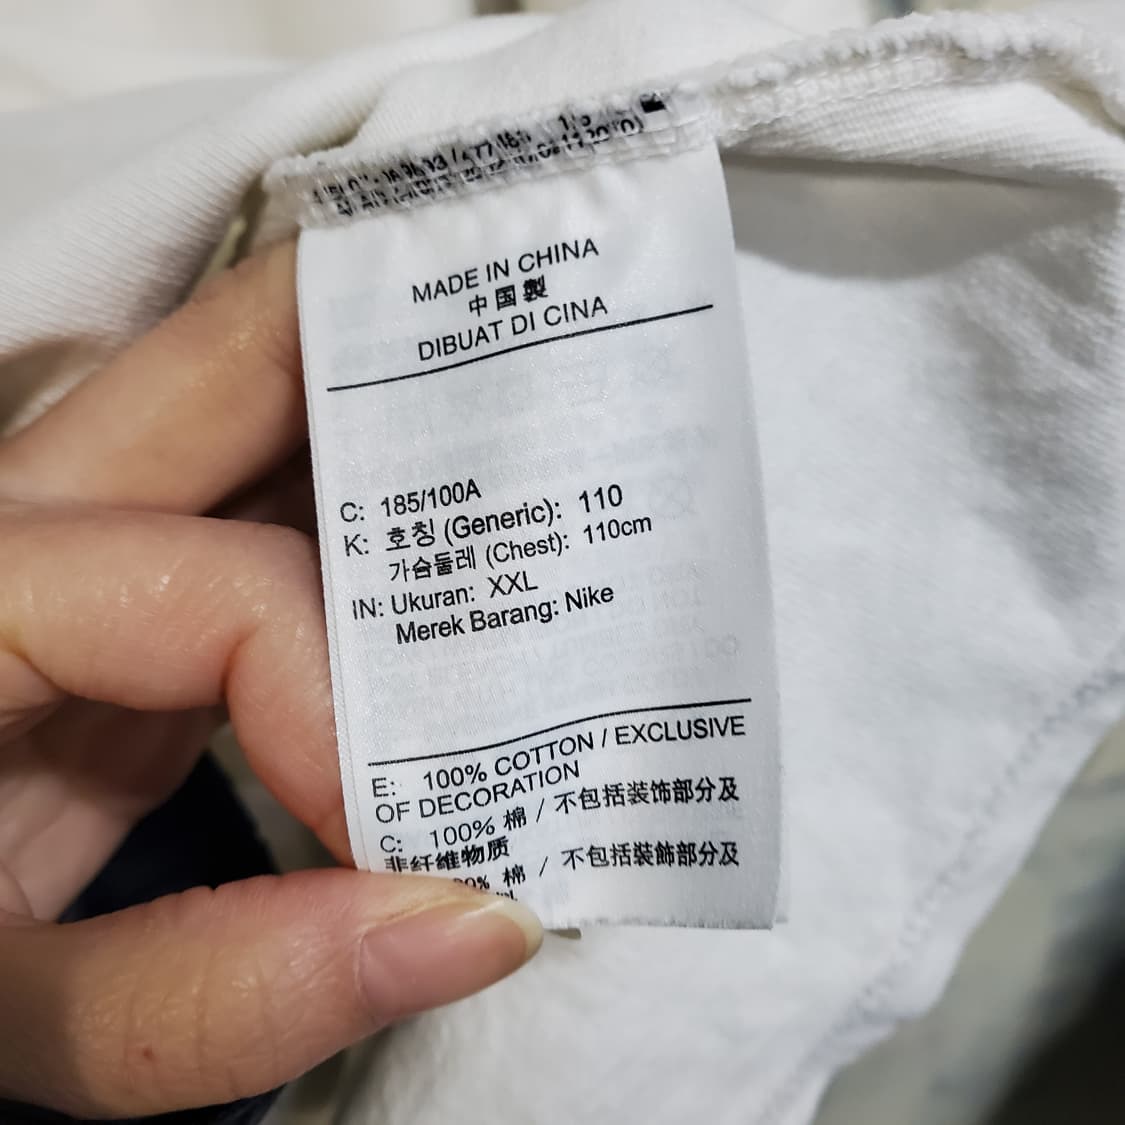 MADE IN CHINA
中国製
DIBUAT DI CINA
C: 185/100A
K: 호칭 (Generic): 110
가슴둘레 (Chest): 110cm
IN: Ukuran: XXL
Merek Barang: Nike
E: 100% COTTON / EXCLUSIVE
OF DECORATION
C: 100% 棉 / 不包括装饰部分及
非纤维物质
棉 / 不包括裝飾部分及